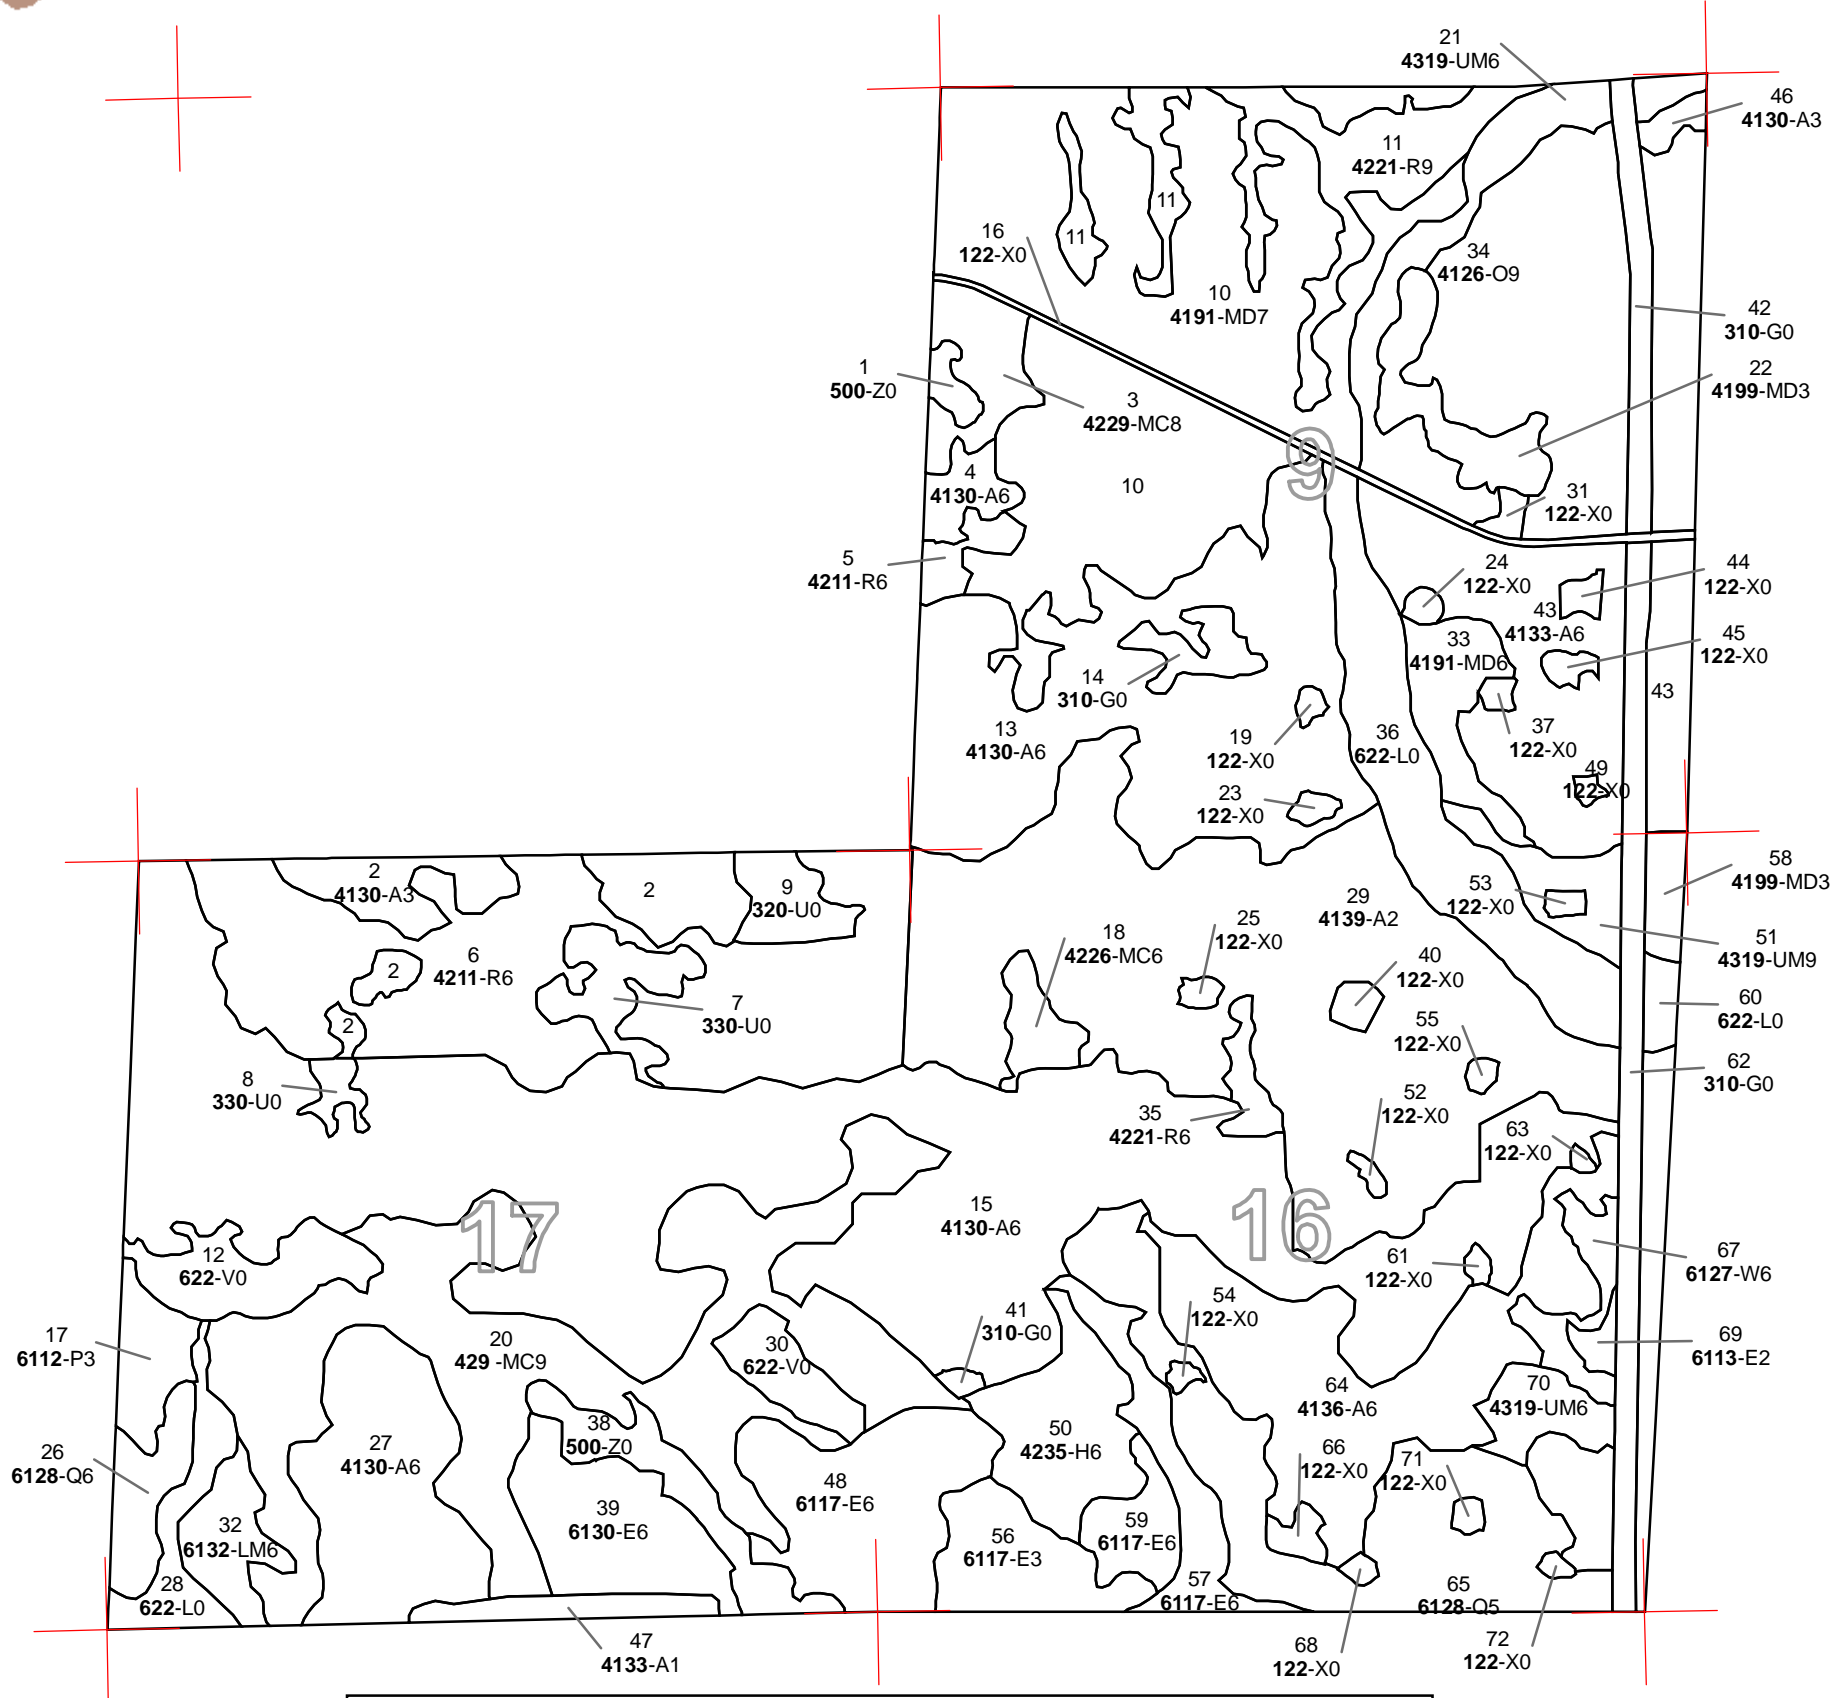 21
4319-UM6
46
4130-A3
11
4221-R9
11
11
16
122-X0
34
4126-O9
10
4191-MD7
42
310-G0
1
500-Z0
22
4199-MD3
3
4229-MC8
9
4
4130-A6
10
31
122-X0
5
4211-R6
24
122-X0
44
122-X0
43
4133-A6
33
4191-MD6
45
122-X0
14
310-G0
43
13
4130-A6
19
122-X0
36
622-L0
37
122-X0
49
122-X0
23
122-X0
2
4130-A3
2
9
320-U0
58
4199-MD3
53
122-X0
29
4139-A2
25
122-X0
18
4226-MC6
51
4319-UM9
6
4211-R6
2
40
122-X0
7
330-U0
60
622-L0
2
55
122-X0
62
310-G0
8
330-U0
52
122-X0
35
4221-R6
63
122-X0
17
16
15
4130-A6
12
622-V0
61
122-X0
67
6127-W6
54
122-X0
41
310-G0
17
6112-P3
20
429 -MC9
30
622-V0
69
6113-E2
64
4136-A6
70
4319-UM6
38
500-Z0
50
4235-H6
26
6128-Q6
27
4130-A6
66
122-X0
71
122-X0
48
6117-E6
39
6130-E6
32
6132-LM6
56
6117-E3
59
6117-E6
28
622-L0
57
6117-E6
65
6128-Q5
47
4133-A1
68
122-X0
72
122-X0